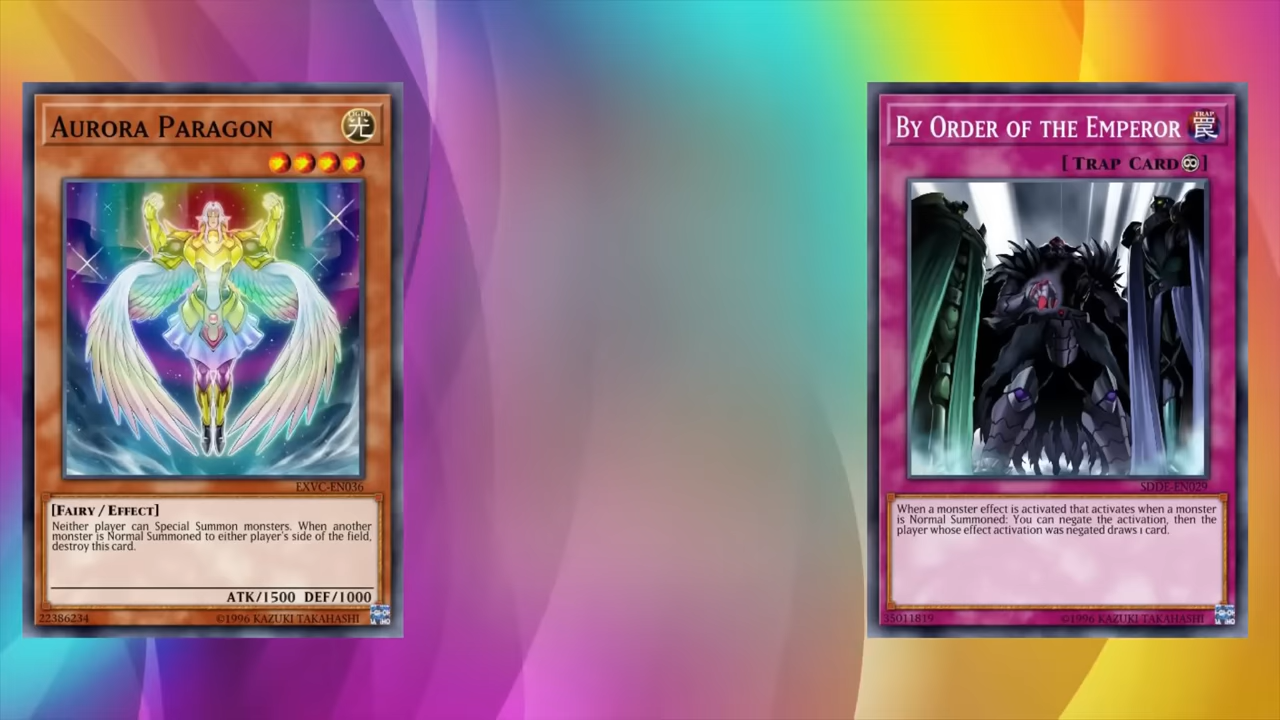 AURORA PARAGON
LIGHT
光
EXVC-EN036
[FAIRY / EFFECT]
Neither player can Special Summon monsters. When another
monster is Normal Summoned to either player's side of the field,
destroy this card.
ATK/1500 DEF/1000
22386234
©1996 KAZUKI TAKAHASHI
BY ORDER OF THE EMPEROR
TRAP
罠
[TRAP CARD]
SDDE-EN029
When a monster effect is activated that activates when a monster
is Normal Summoned: You can negate the activation, then the
player whose effect activation was negated draws 1 card.
35011819
©1996 KAZUKI TAKAHASHI